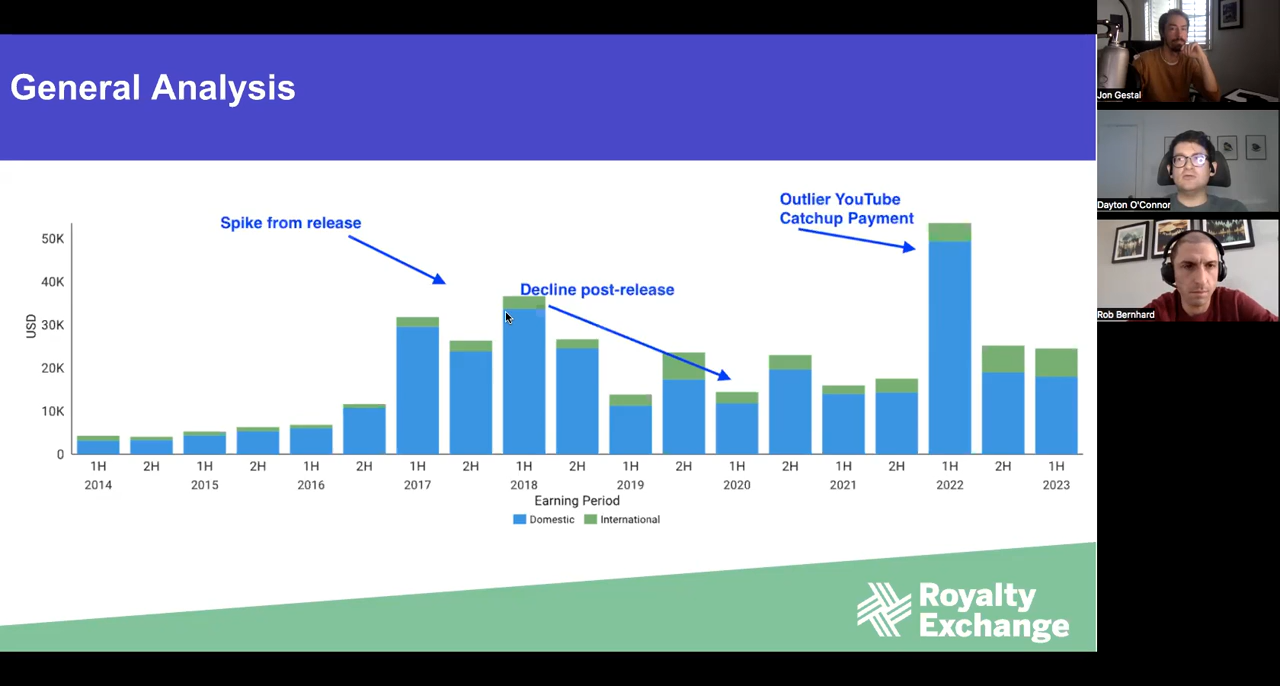 General Analysis
Spike from release
Outlier YouTube
Catchup Payment
Decline post-release
USD
50K
40K
30K
20K
10K
0
1H 2H 1H 2H 1H 2H 1H 2H 1H 2H 1H 2H 1H 2H 1H 2H 1H 2H 1H
2014 2015 2016 2017 2018 2019 2020 2021 2022 2023
Earning Period
Domestic International
Royalty
Exchange
Jon Gestal
Dayton O'Connor
Rob Bernhard